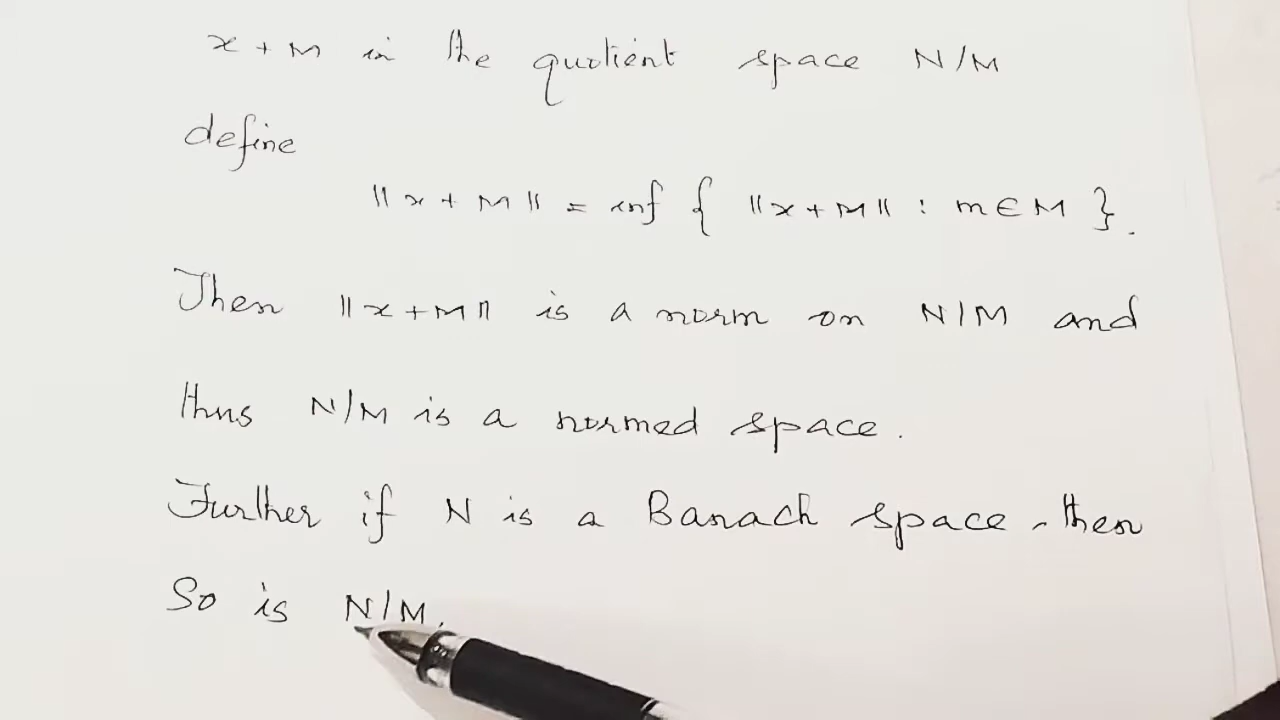 x + M in the quotient space N/M
define
||x + M|| = inf { ||x + M|| : m ∈ M }.
Then ||x + M|| is a norm on N/M and
thus N/M is a normed space.
Further if N is a Banach space, then
So is N/M.